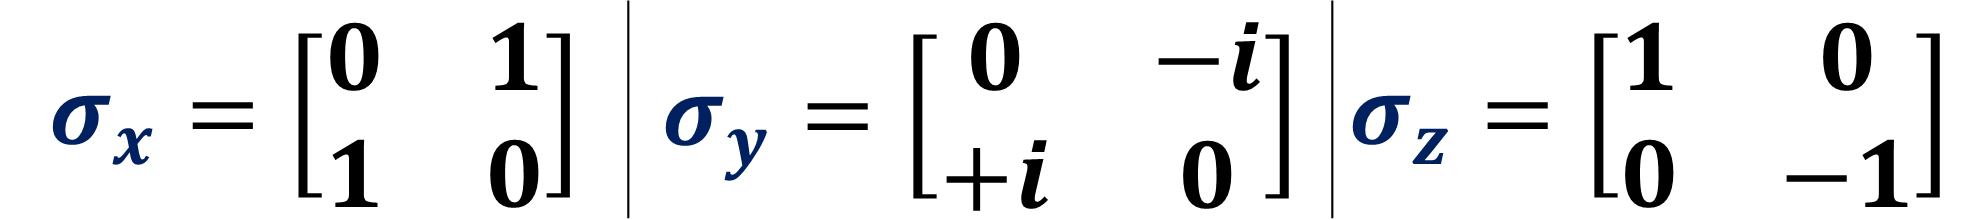 σx = [0 1 1 0] | σy = [0 −i +i 0] | σz = [1 0 0 −1]